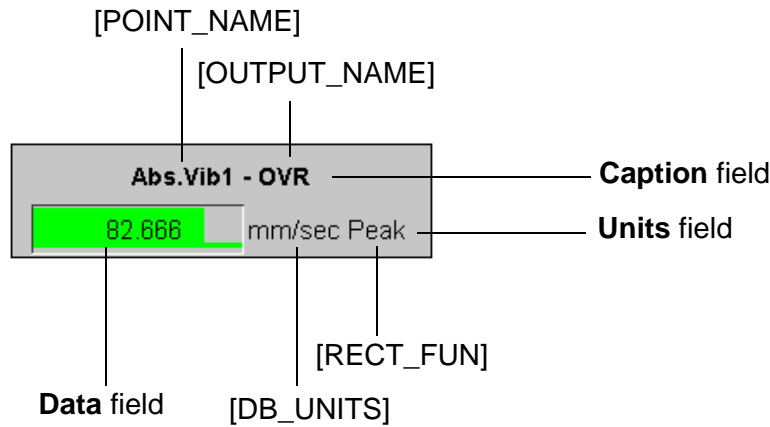 [POINT_NAME]
[OUTPUT_NAME]
Abs.Vib1 - OVR
Caption field
82.666 mm/sec Peak
Units field
[RECT_FUN]
Data field
[DB_UNITS]